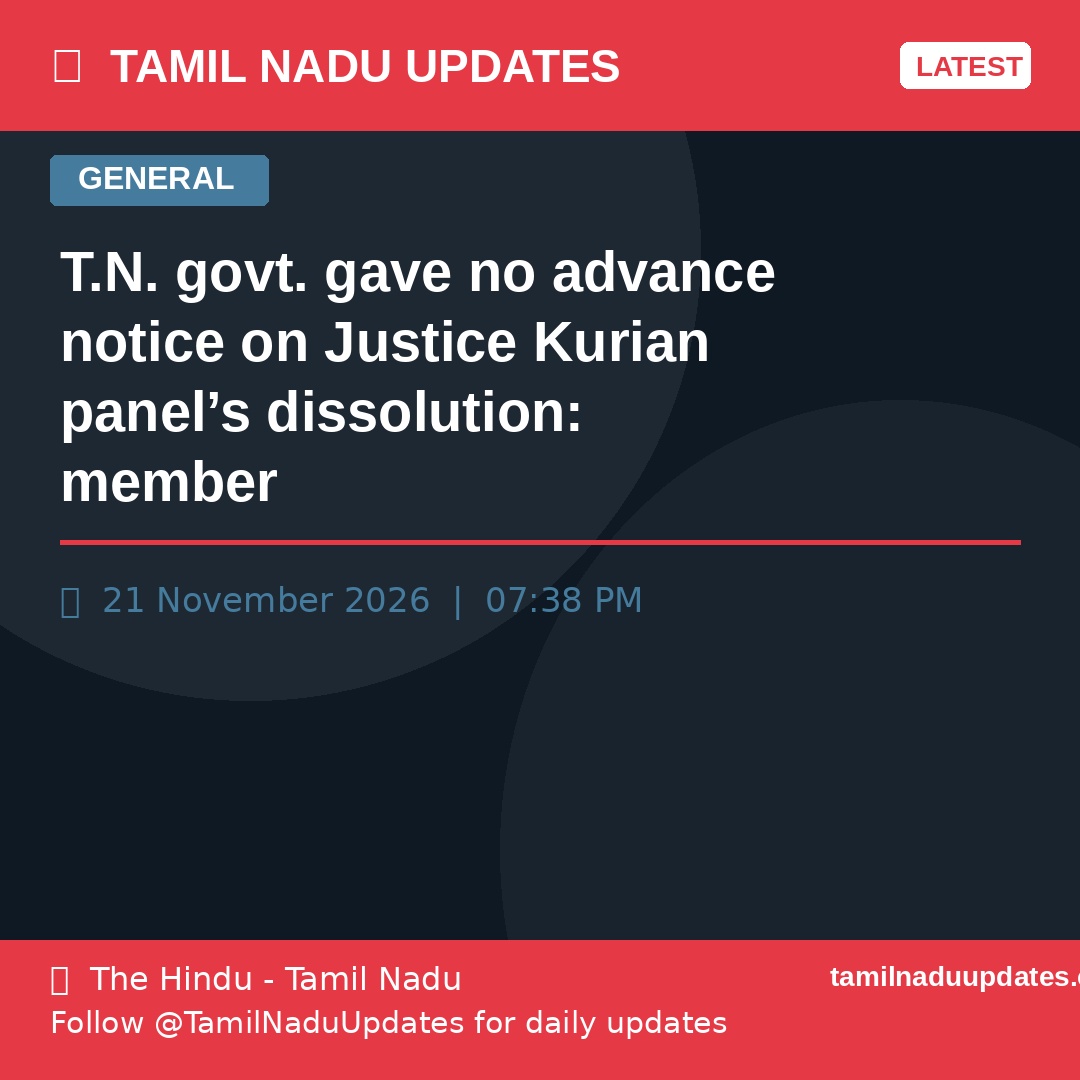 TAMIL NADU UPDATES
LATEST
GENERAL
T.N. govt. gave no advance
notice on Justice Kurian
panel’s dissolution:
member
21 November 2026 | 07:38 PM
The Hindu - Tamil Nadu
tamilnaduupdates.
Follow @TamilNaduUpdates for daily updates